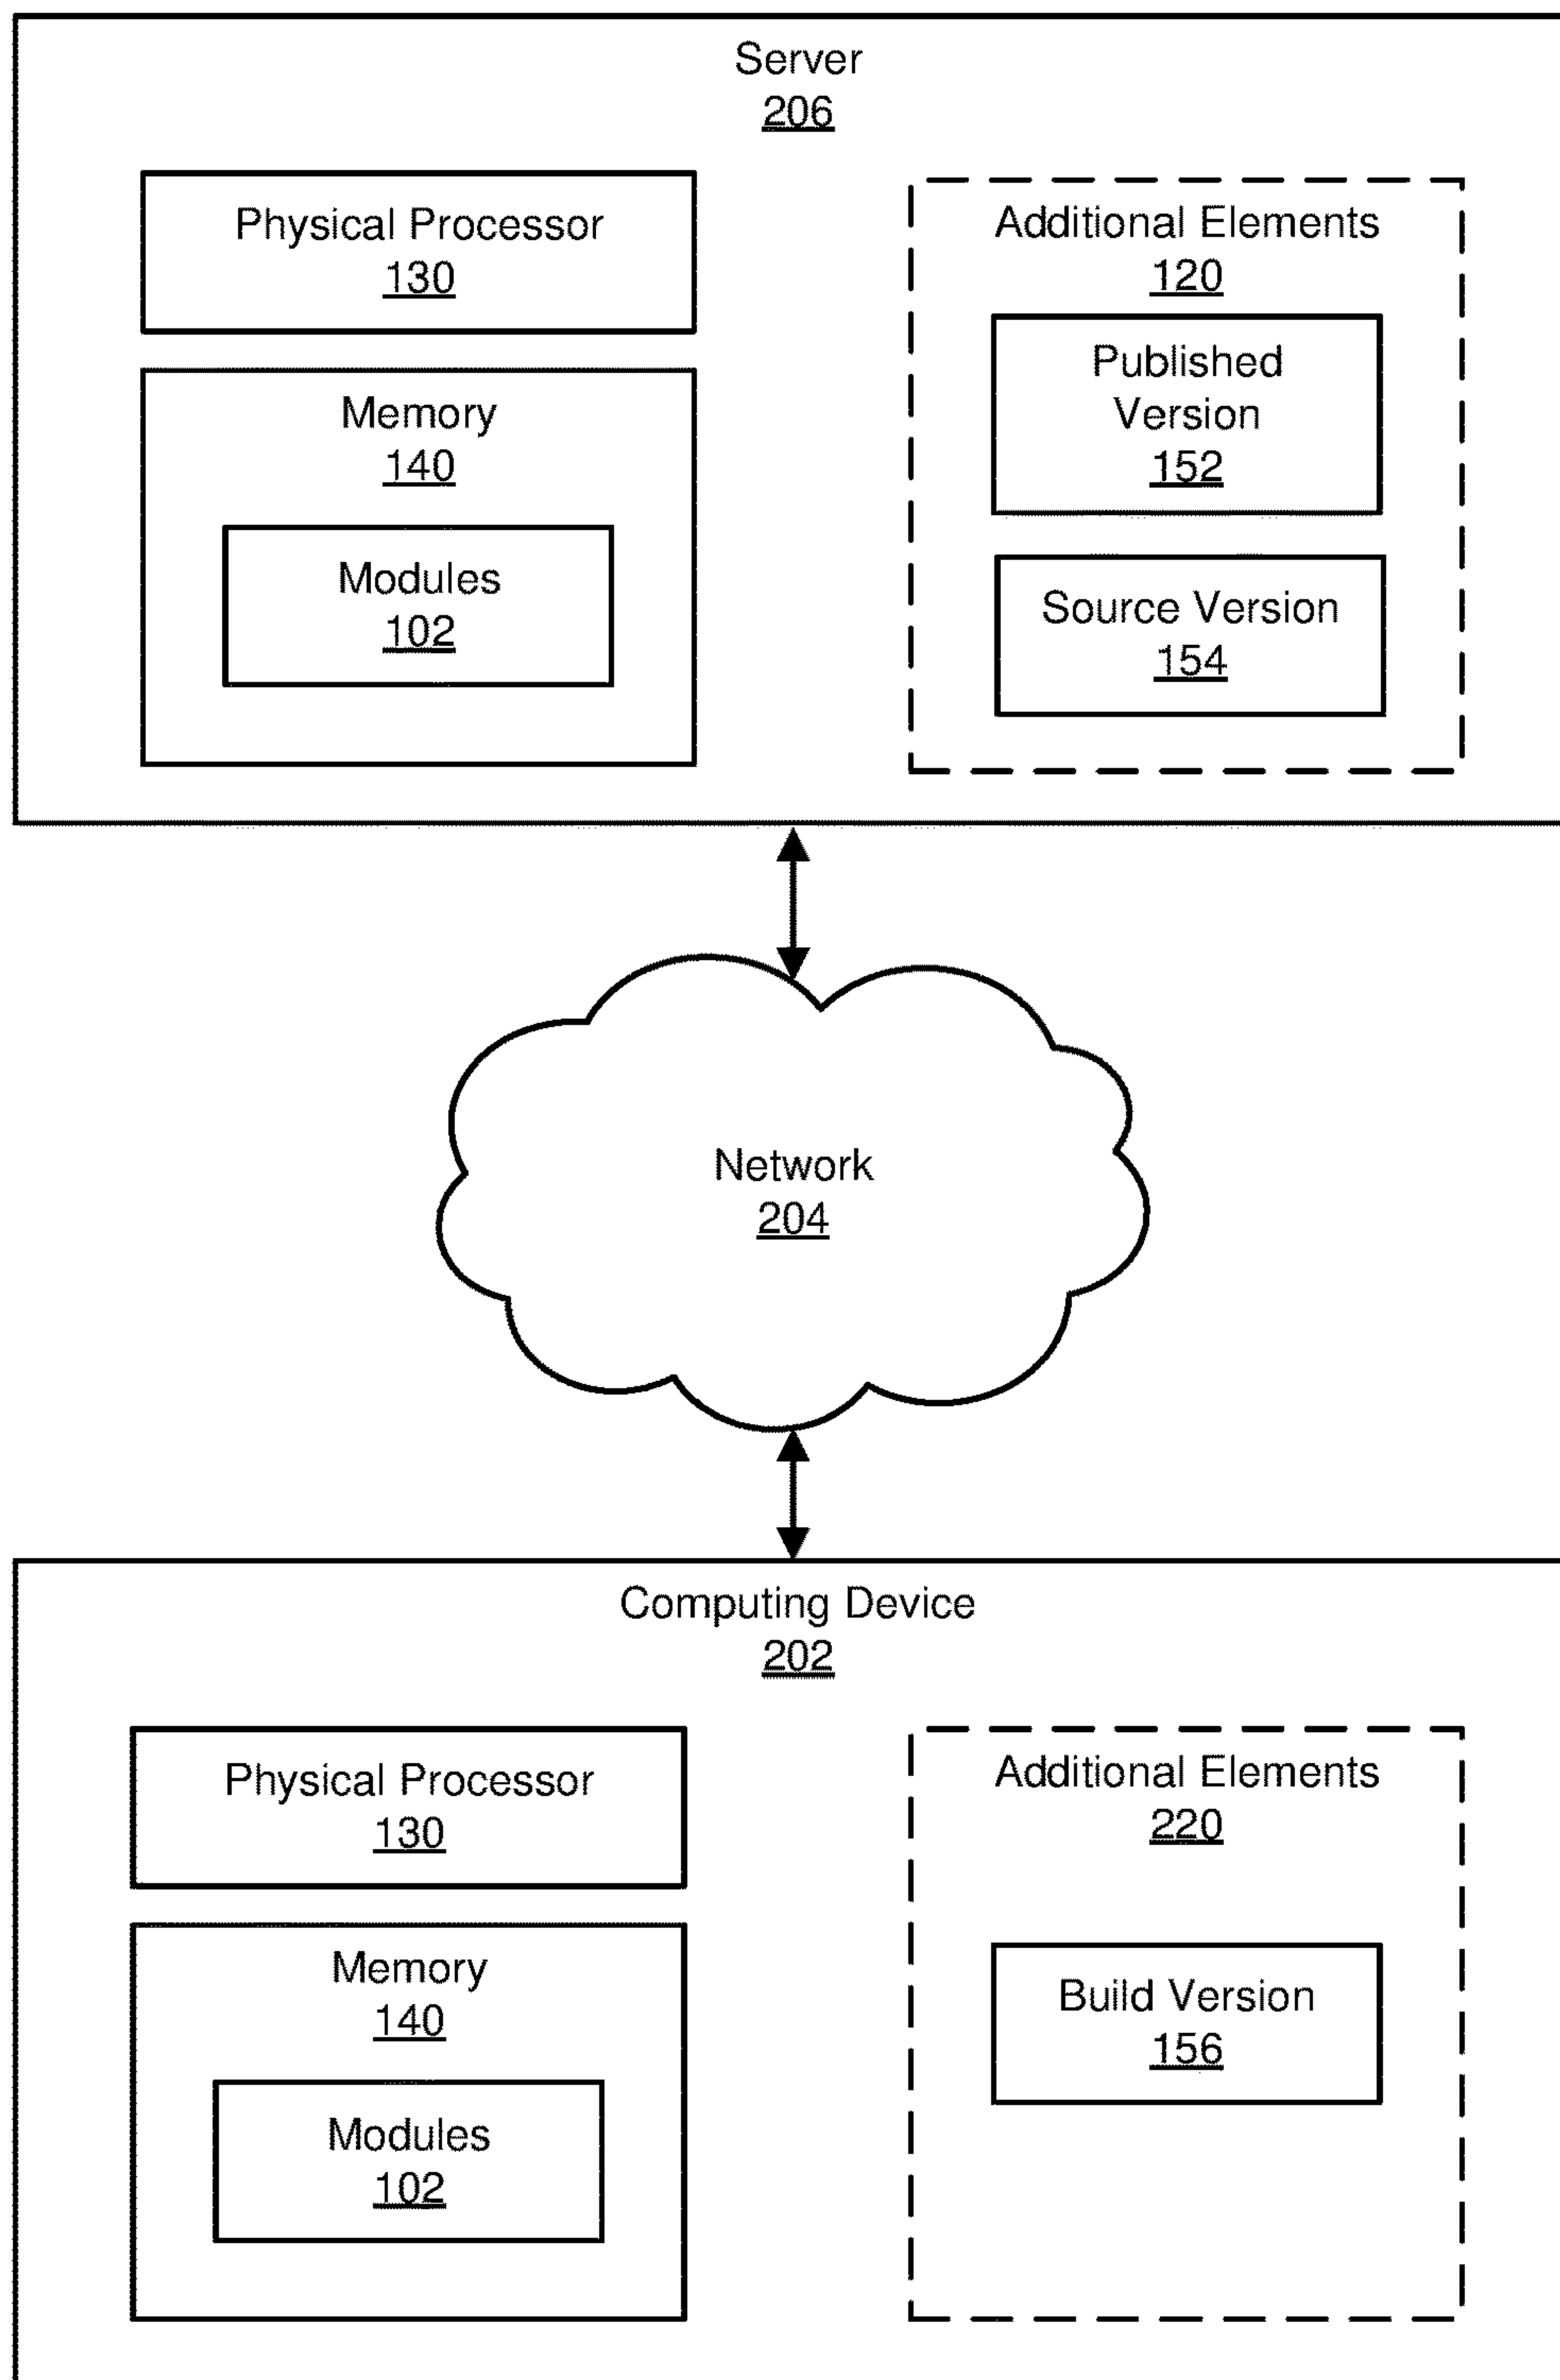 Server
206
Physical Processor
130
Memory
140
Modules
102
Additional Elements
120
Published
Version
152
Source Version
154
Network
204
Computing Device
202
Physical Processor
130
Memory
140
Modules
102
Additional Elements
220
Build Version
156